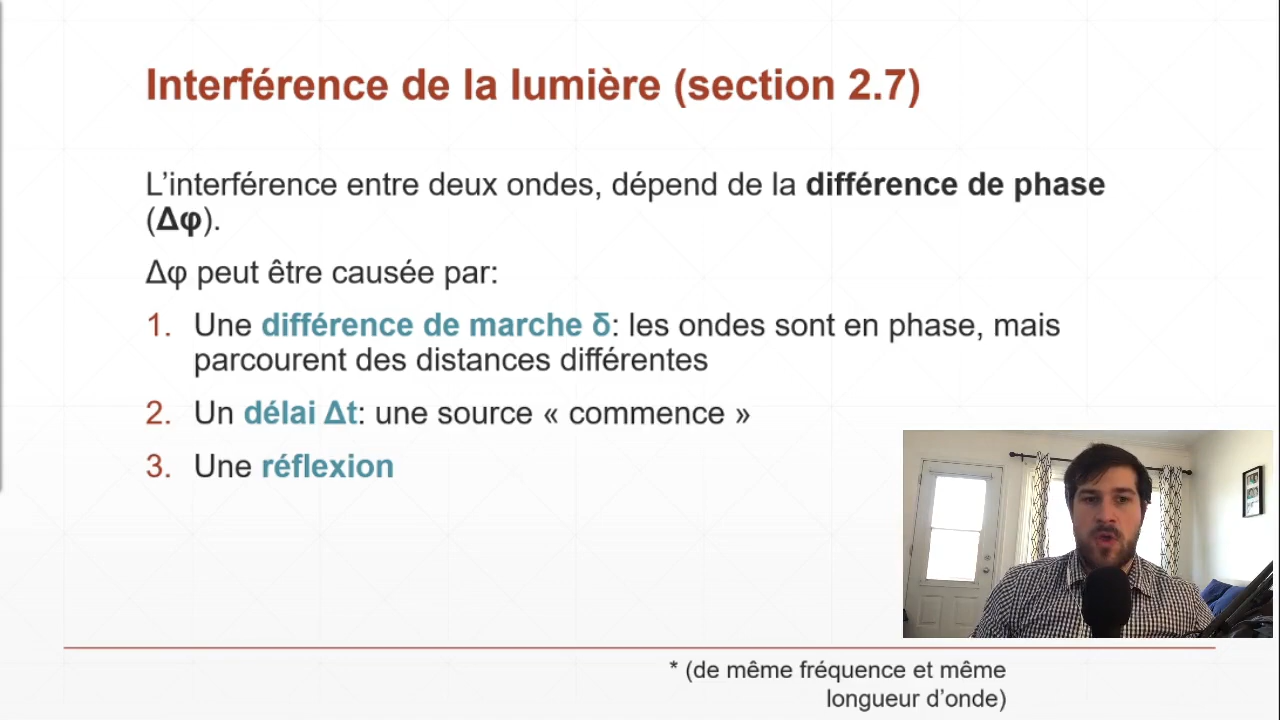 Interférence de la lumière (section 2.7)
L’interférence entre deux ondes, dépend de la différence de phase
(Δφ).
Δφ peut être causée par:
1. Une différence de marche δ: les ondes sont en phase, mais
parcourent des distances différentes
2. Un délai Δt: une source « commence »
3. Une réflexion
* (de même fréquence et même
longueur d’onde)